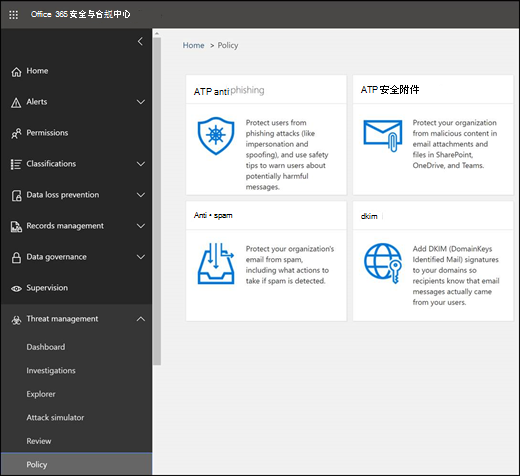 Office 365 安全与合规中心
Home > Policy
Home
Alerts
Permissions
Classifications
Data loss prevention
Records management
Data governance
Supervision
Threat management
Dashboard
Investigations
Explorer
Attack simulator
Review
Policy
ATP anti phishing
Protect users from
phishing attacks (like
impersonation and
spoofing), and use safety
tips to warn users about
potentially harmful
messages.
ATP 安全附件
Protect your organization
from malicious content in
email attachments and
files in SharePoint,
OneDrive, and Teams.
Anti • spam
Protect your organization's
email from spam,
including what actions to
take if spam is detected.
dkim
Add DKIM (DomainKeys
Identified Mail) signatures
to your domains so
recipients know that email
messages actually came
from your users.